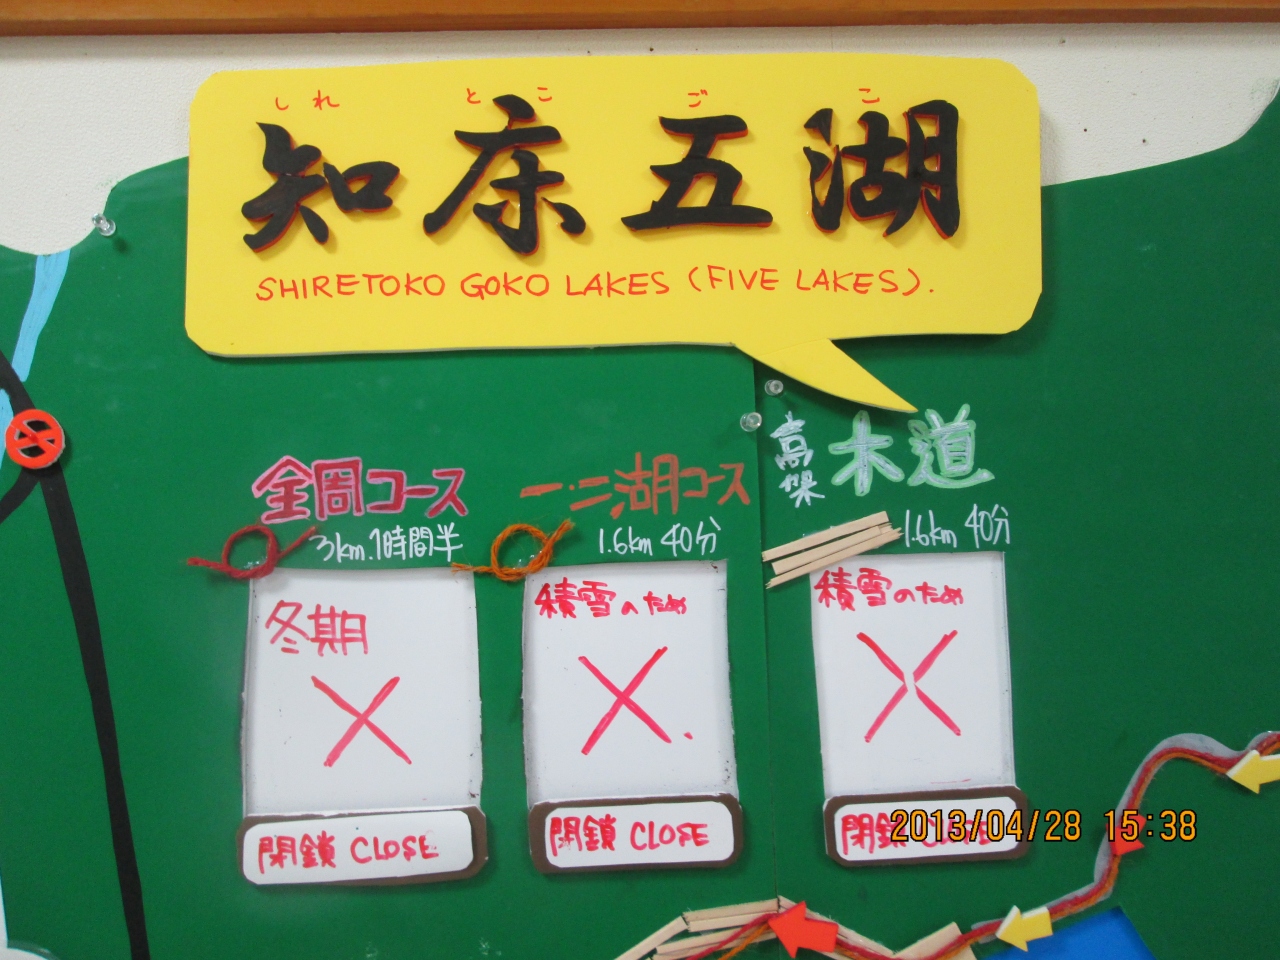 しれとこごこ
知床五湖
SHIRETOKO GOKO LAKES (FIVE LAKES).
全周コース
3km.1時間半
冬期
閉鎖 CLOSE
一・二湖コース
1.6km 40分
積雪のため
閉鎖 CLOSE
高架木道
1.6km 40分
積雪のため
閉鎖 CLOSE
2013/04/28 15:38